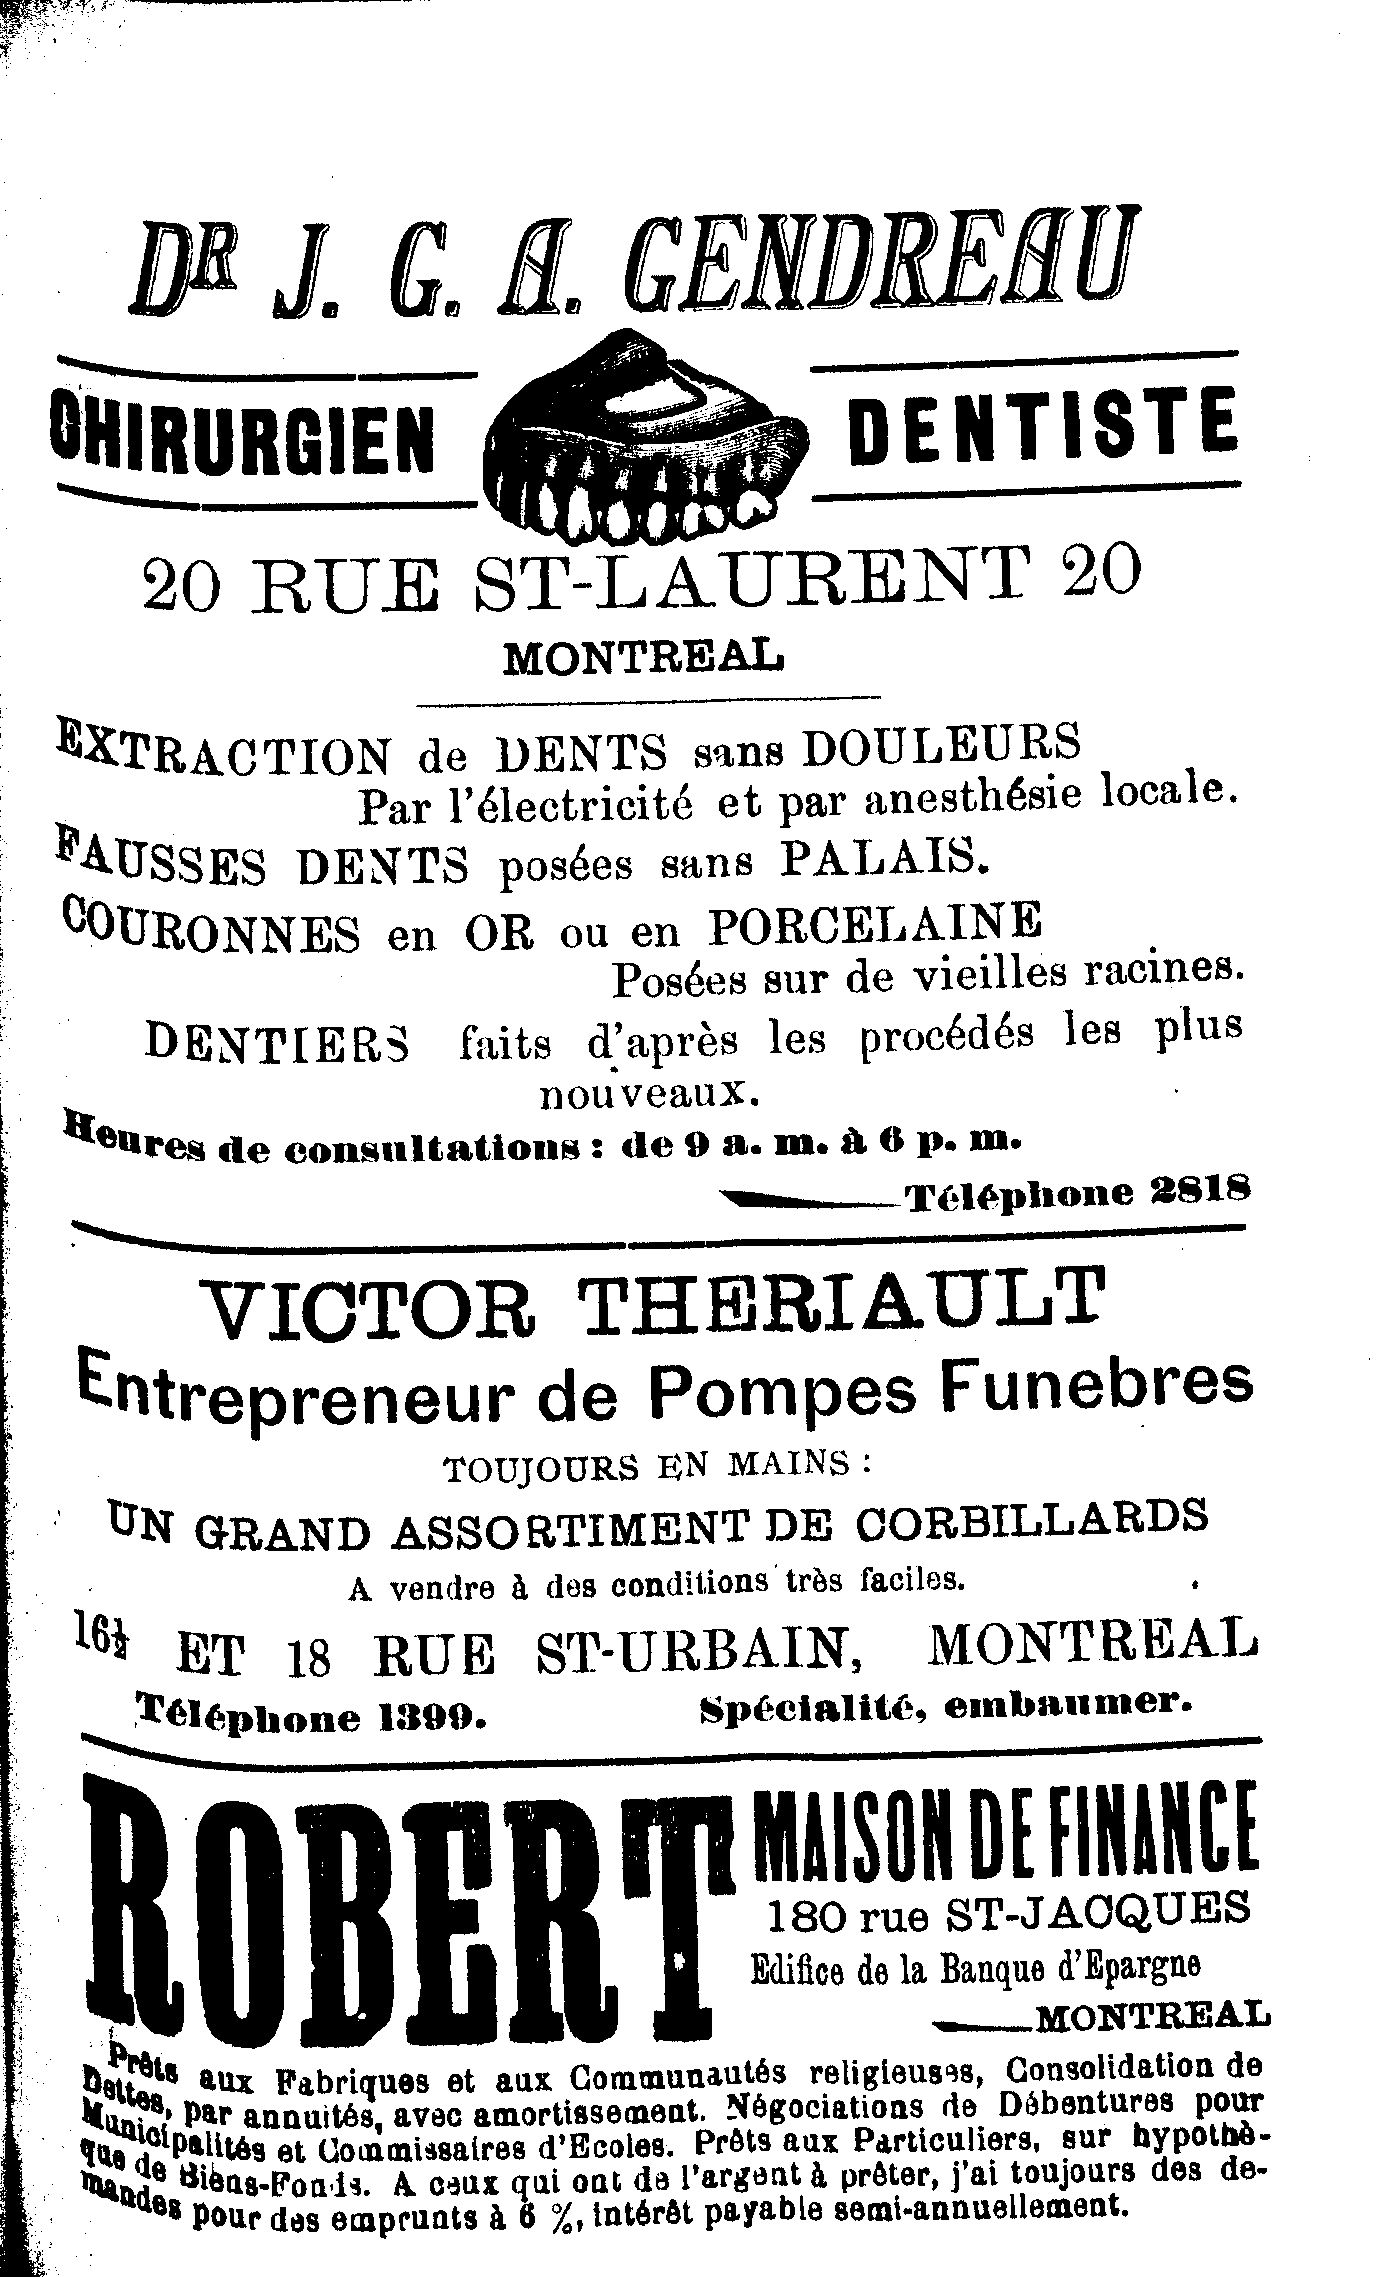 DR J. G. A. GENDREAU
CHIRURGIEN DENTISTE
20 RUE ST-LAURENT 20
MONTREAL
EXTRACTION de DENTS sans DOULEURS
Par l'électricité et par anesthésie locale.
FAUSSES DENTS posées sans PALAIS.
COURONNES en OR ou en PORCELAINE
Posées sur de vieilles racines.
DENTIERS faits d'après les procédés les plus
nouveaux.
Heures de consultations : de 9 a. m. à 6 p. m.
Téléphone 2818
VICTOR THERIAULT
Entrepreneur de Pompes Funebres
TOUJOURS EN MAINS :
UN GRAND ASSORTIMENT DE CORBILLARDS
A vendre à des conditions très faciles.
16½ ET 18 RUE ST-URBAIN, MONTREAL
Téléphone 1399. Spécialité, embaumer.
ROBERT MAISON DE FINANCE
180 rue ST-JACQUES
Edifice de la Banque d'Epargne
MONTREAL
Prêts aux Fabriques et aux Communautés religieuses, Consolidation de
Dettes, par annuités, avec amortissement. Négociations de Débentures pour
Municipalités et Commissaires d'Ecoles. Prêts aux Particuliers, sur hypothè-
que de Biens-Fonds. A ceux qui ont de l'argent à prêter, j'ai toujours des de-
mandes pour des emprunts à 6 %, intérêt payable semi-annuellement.